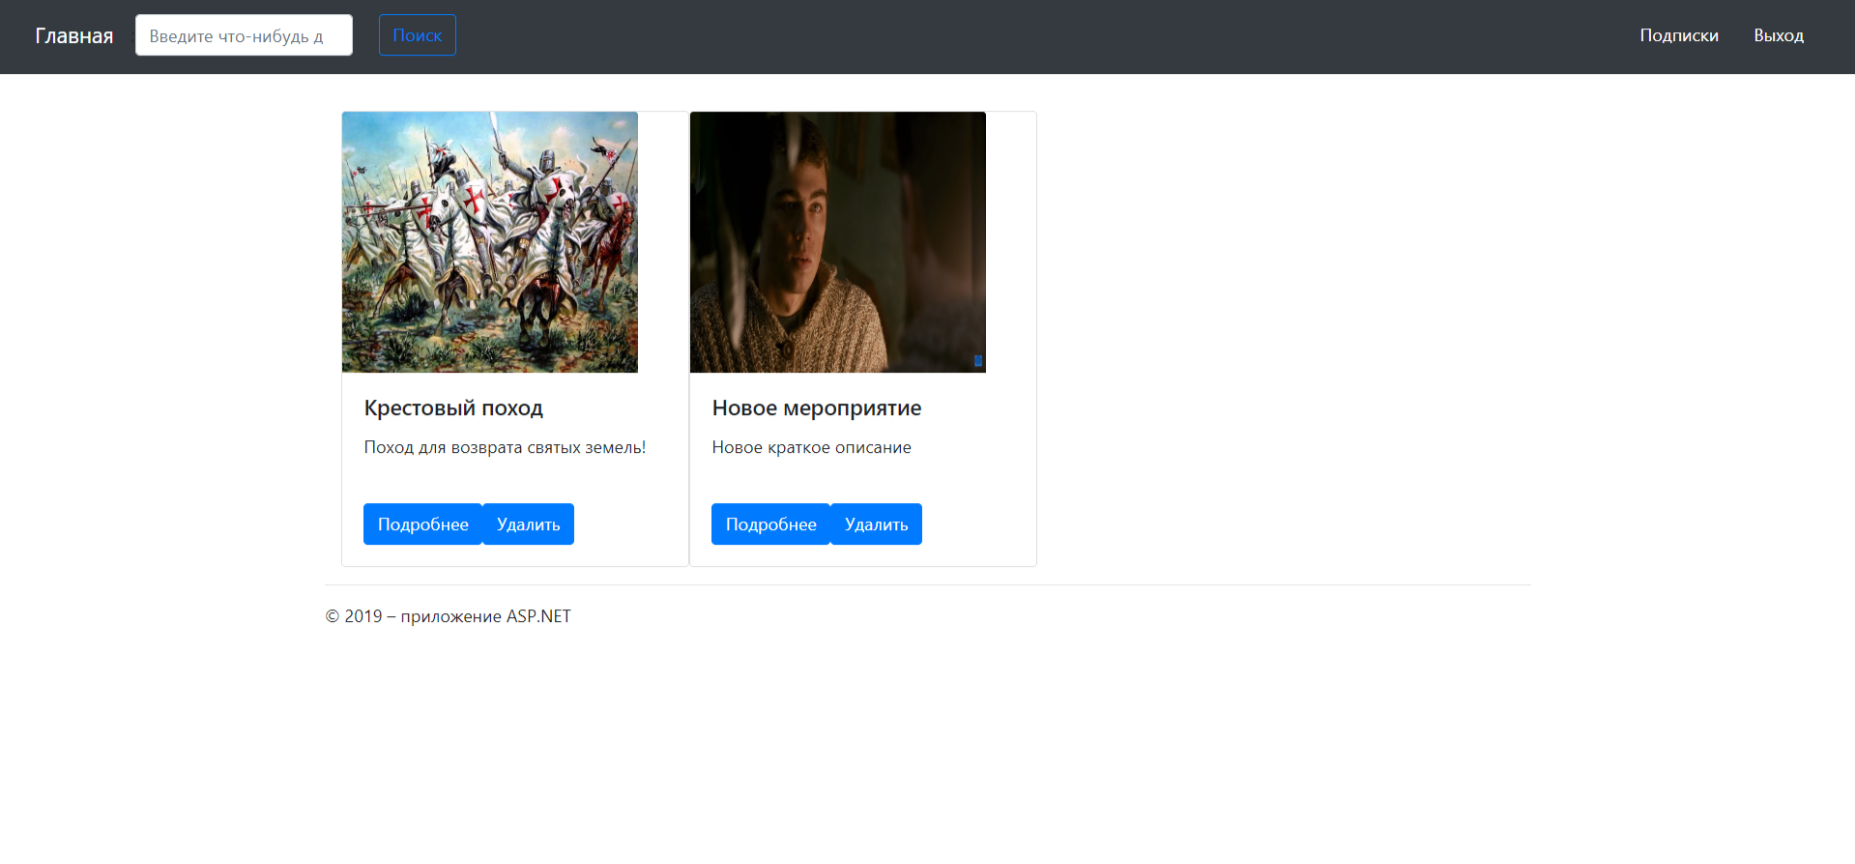 Главная
Введите что-нибудь д
Поиск
Подписки
Выход
Крестовый поход
Поход для возврата святых земель!
Подробнее
Удалить
Новое мероприятие
Новое краткое описание
Подробнее
Удалить
© 2019 – приложение ASP.NET